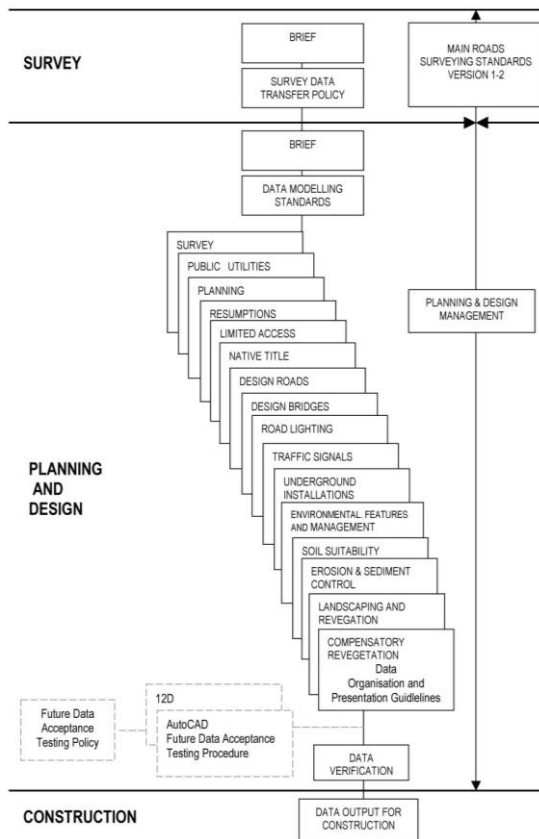 SURVEY
BRIEF
SURVEY DATA
TRANSFER POLICY
MAIN ROADS
SURVEYING STANDARDS
VERSION 1-2
BRIEF
DATA MODELLING
STANDARDS
SURVEY
PUBLIC UTILITIES
PLANNING
RESUMPTIONS
LIMITED ACCESS
NATIVE TITLE
DESIGN ROADS
DESIGN BRIDGES
ROAD LIGHTING
TRAFFIC SIGNALS
UNDERGROUND
INSTALLATIONS
ENVIRONMENTAL. FEATURES
AND MANAGEMENT
SOIL SUITABILITY
EROSION & SEDIMENT
CONTROL
LANDSCAPING AND
REVEGATION
COMPENSATORY
REVEGETATION
Data
Organisation and
Presentation Guidlelines
PLANNING & DESIGN
MANAGEMENT
PLANNING
AND
DESIGN
Future Data
Acceptance
Testing Policy
12D
AutoCAD
Future Data Acceptance
Testing Procedure
DATA
VERIFICATION
CONSTRUCTION
DATA OUTPUT FOR
CONSTRUCTION